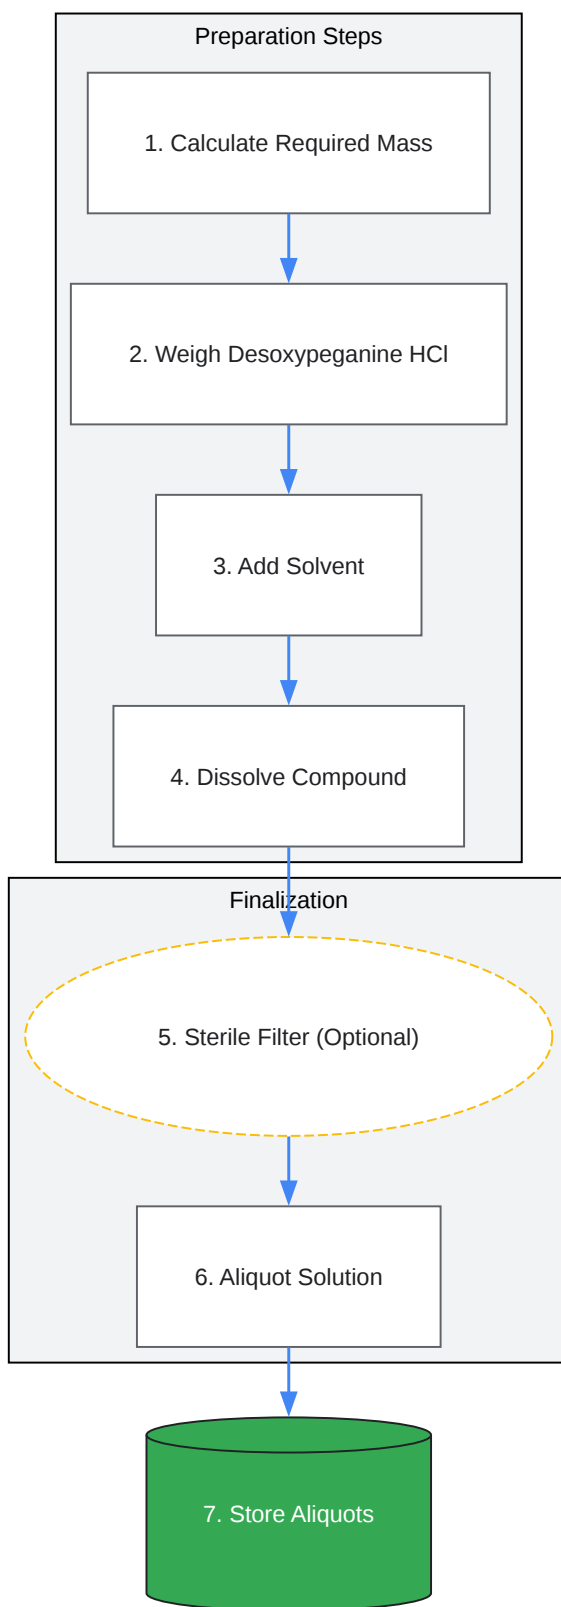 Preparation Steps
1. Calculate Required Mass
2. Weigh Desoxypeganine HCl
3. Add Solvent
4. Dissolve Compound
Finalization
5. Sterile Filter (Optional)
6. Aliquot Solution
7. Store Aliquots